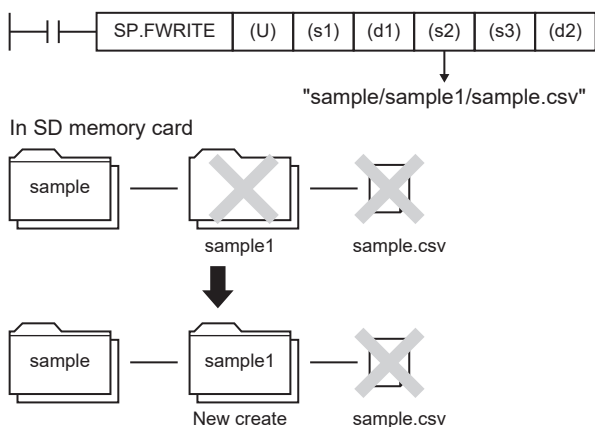 SP.FWRITE (U) (s1) (d1) (s2) (s3) (d2)
"sample/sample1/sample.csv"
In SD memory card
sample
sample1 sample.csv
sample sample1
New create sample.csv